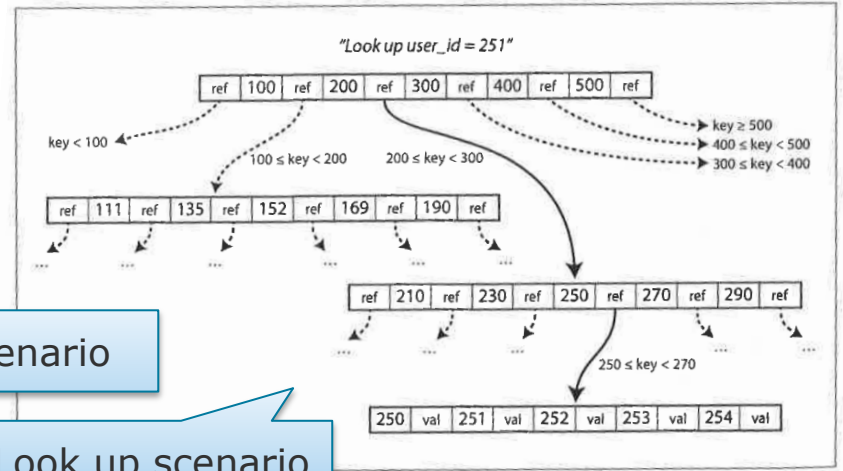 "Look up user_id = 251"
ref 100 ref 200 ref 300 ref 400 ref 500 ref
key < 100
100 ≤ key < 200
200 ≤ key < 300
key ≥ 500
400 ≤ key < 500
300 ≤ key < 400
ref 111 ref 135 ref 152 ref 169 ref 190 ref
... ... ... ... ... ...
ref 210 ref 230 ref 250 ref 270 ref 290 ref
... ... ... ... ...
250 ≤ key < 270
250 val 251 val 252 val 253 val 254 val
enario
Look up scenario